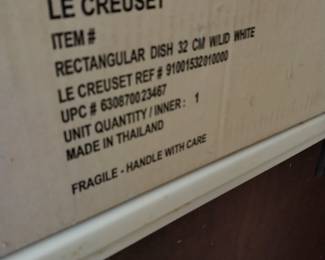 LE CREUSET
ITEM #
RECTANGULAR DISH 32 CM W/LID WHITE
LE CREUSET REF # 91001532010000
UPC # 630870023467
UNIT QUANTITY / INNER : 1
MADE IN THAILAND
FRAGILE - HANDLE WITH CARE